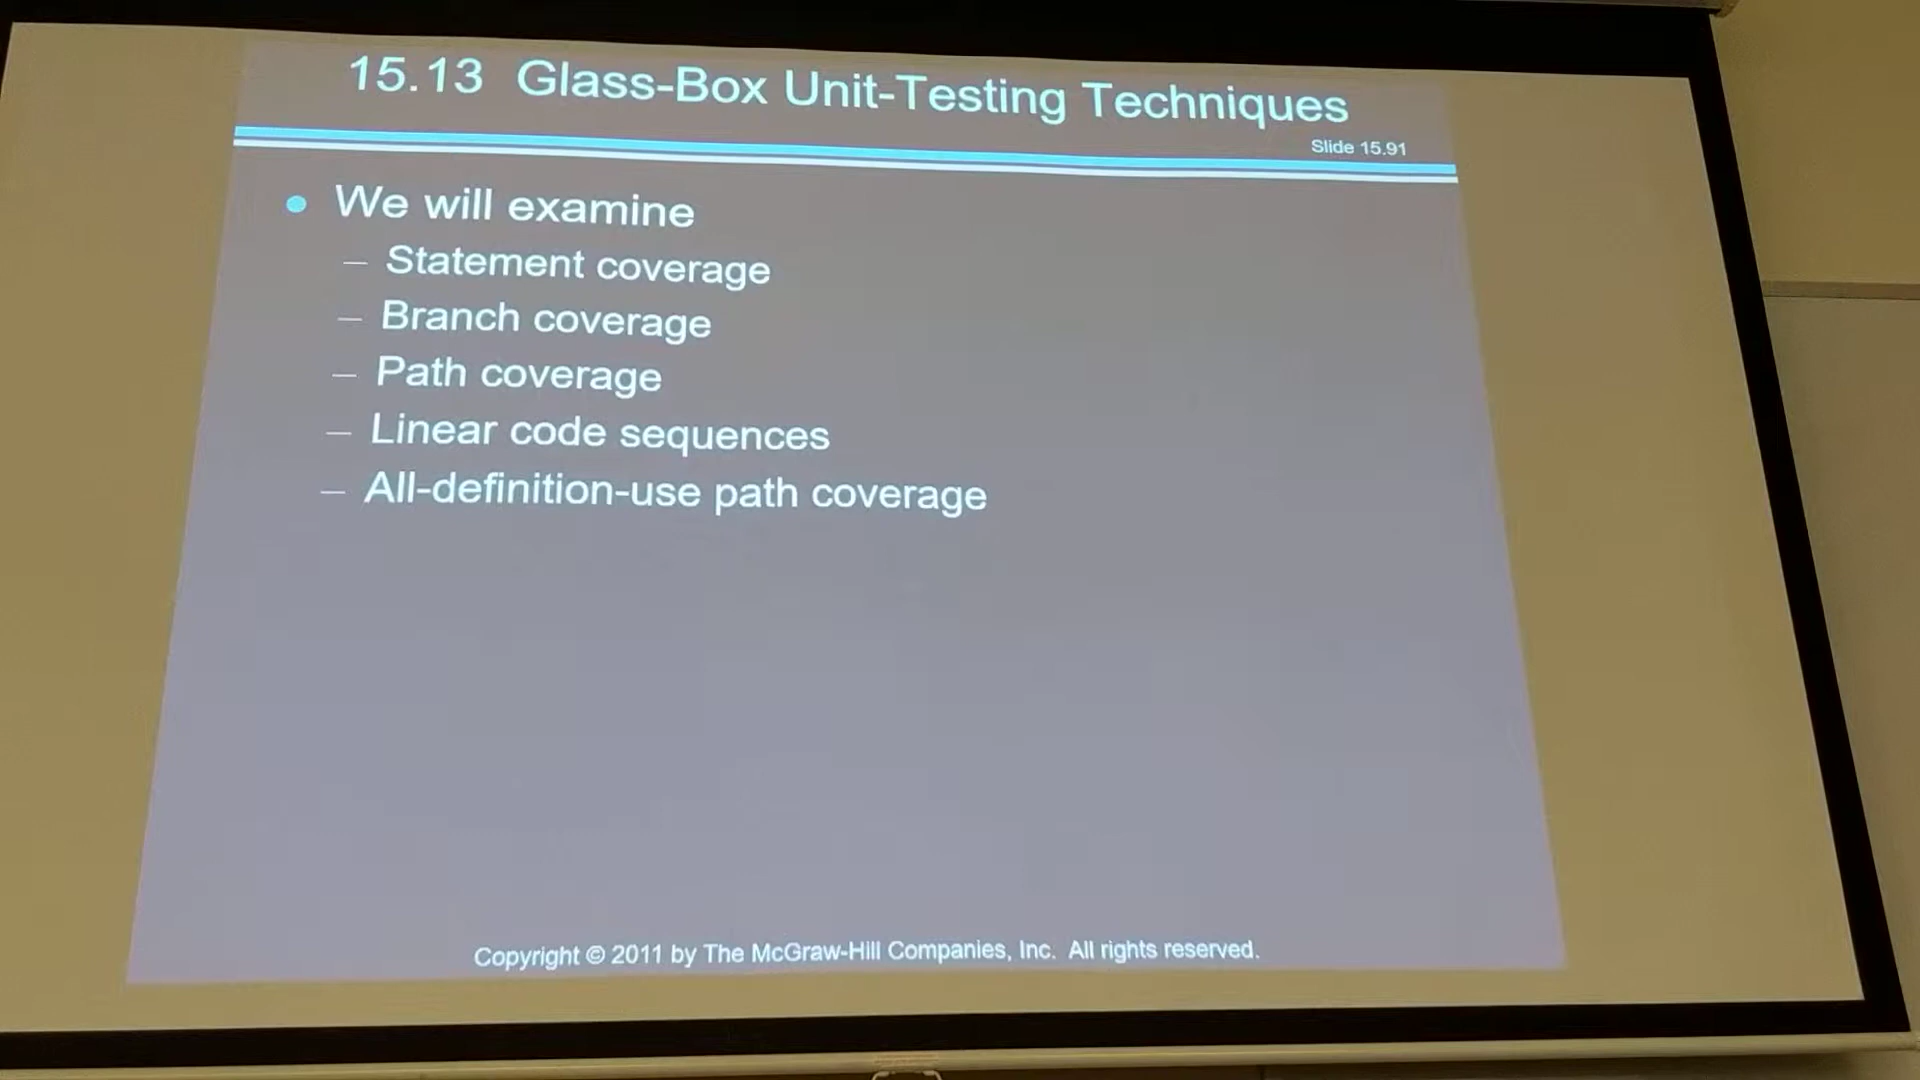 15.13 Glass-Box Unit-Testing Techniques
Slide 15.91
• We will examine
– Statement coverage
– Branch coverage
– Path coverage
– Linear code sequences
– All-definition-use path coverage
Copyright © 2011 by The McGraw-Hill Companies, Inc. All rights reserved.